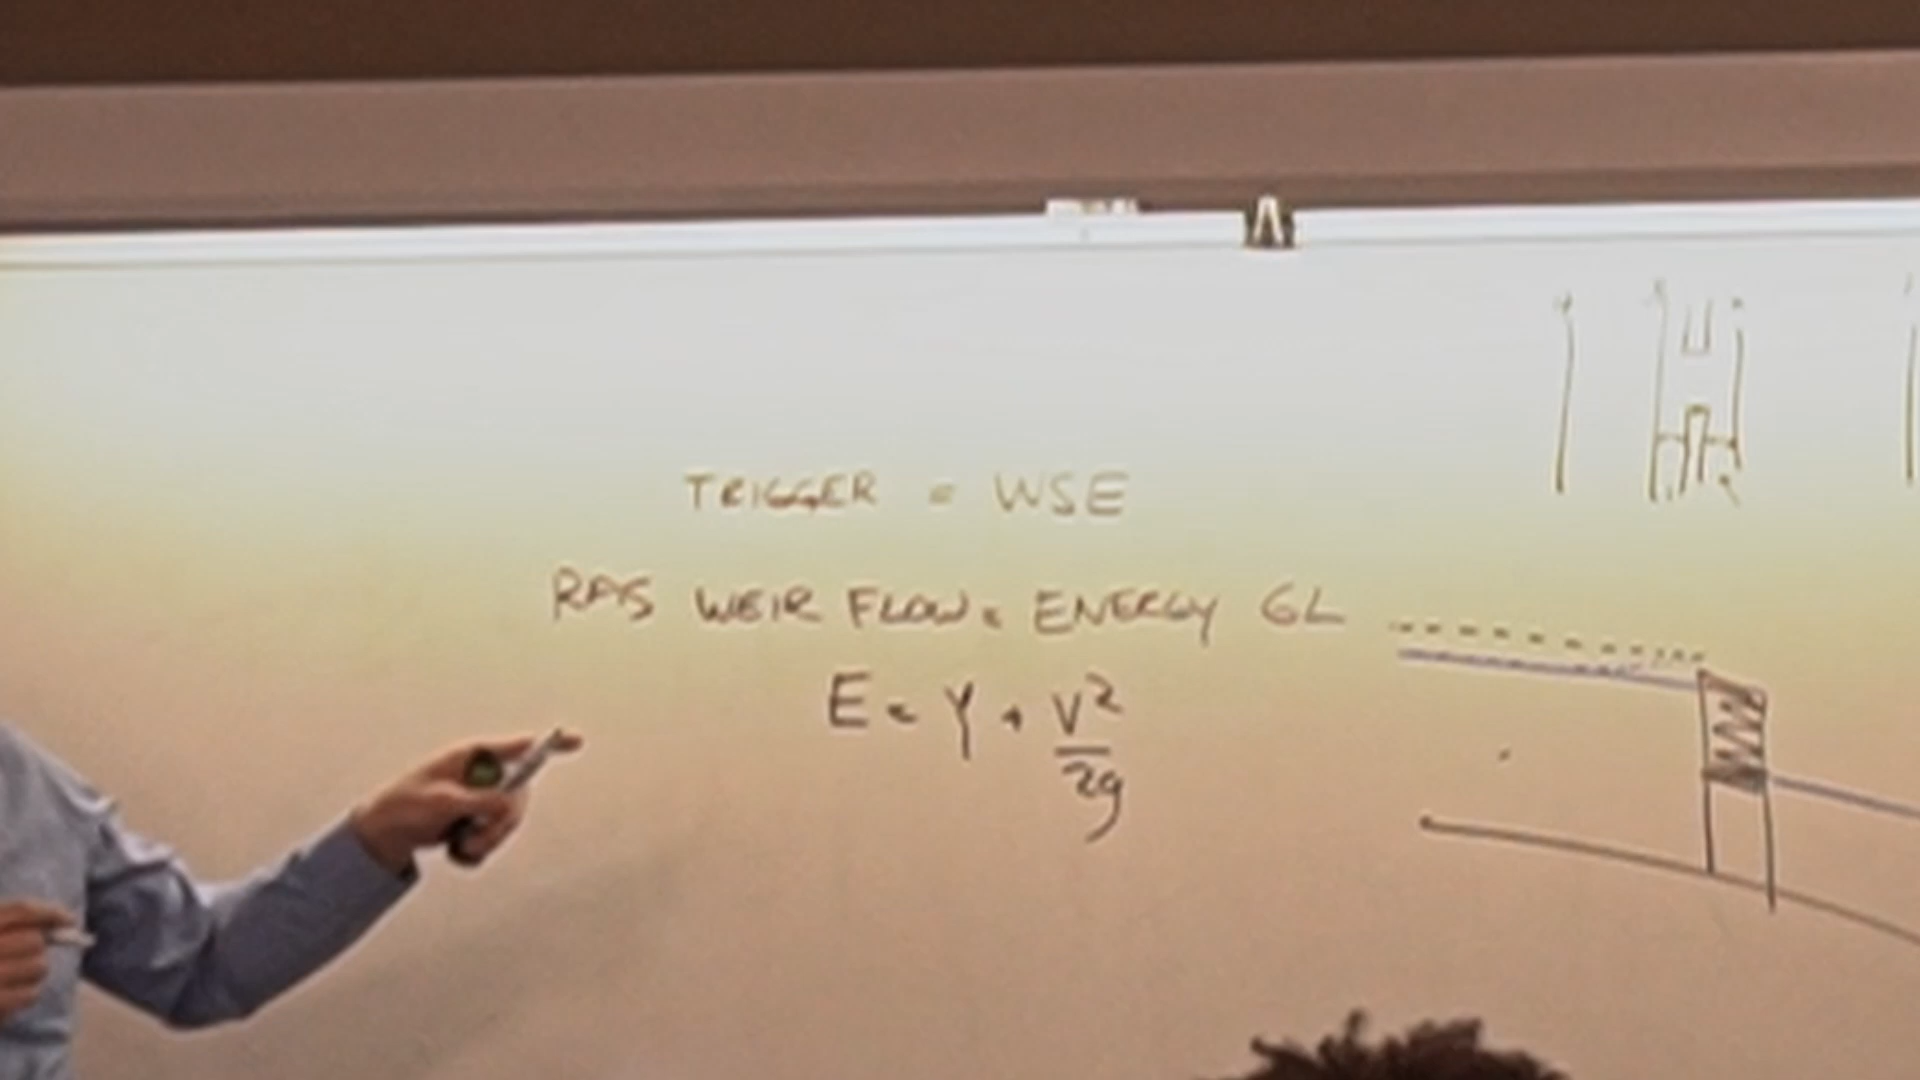 TRIGGER = WSE
RAS WEIR FLOW = ENERGY GL
E = Y + V²/2g